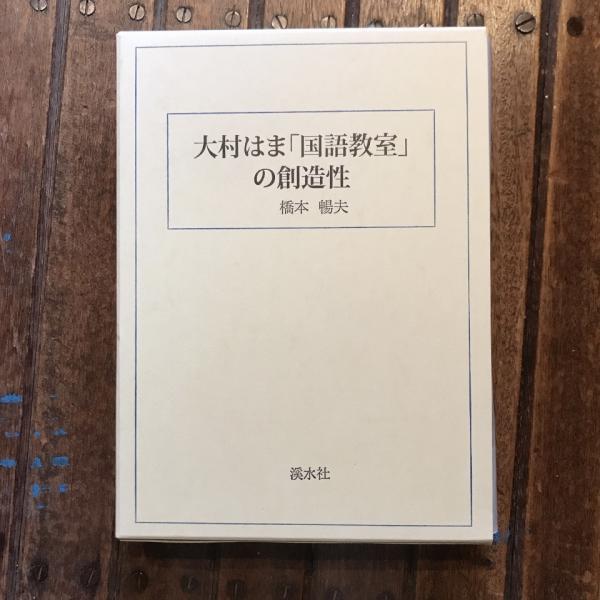 大村はま「国語教室」
の創造性
橋本 暢夫
溪水社